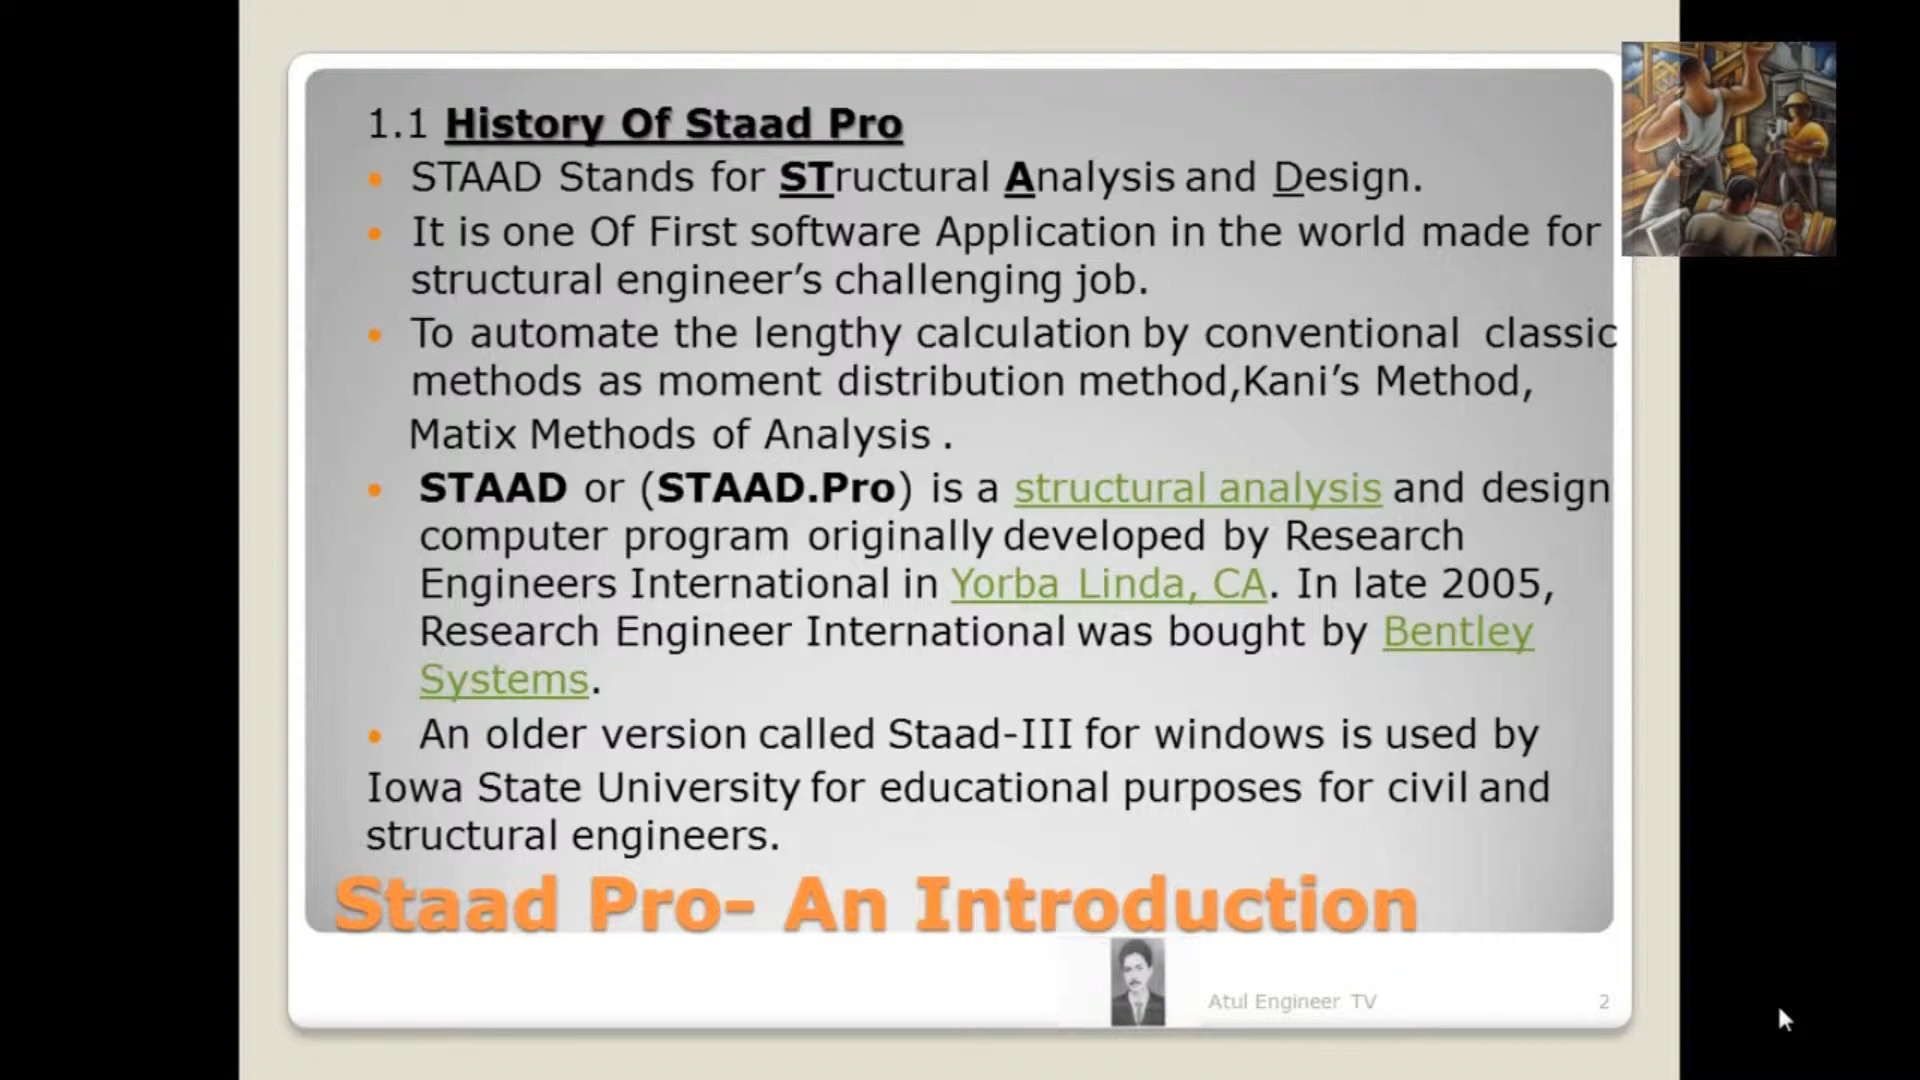 1.1 History Of Staad Pro
• STAAD Stands for STructural Analysis and Design.
• It is one Of First software Application in the world made for
structural engineer’s challenging job.
• To automate the lengthy calculation by conventional classic
methods as moment distribution method,Kani’s Method,
Matix Methods of Analysis .
• STAAD or (STAAD.Pro) is a structural analysis and design
computer program originally developed by Research
Engineers International in Yorba Linda, CA. In late 2005,
Research Engineer International was bought by Bentley
Systems.
• An older version called Staad-III for windows is used by
Iowa State University for educational purposes for civil and
structural engineers.
Staad Pro- An Introduction
Atul Engineer TV
2